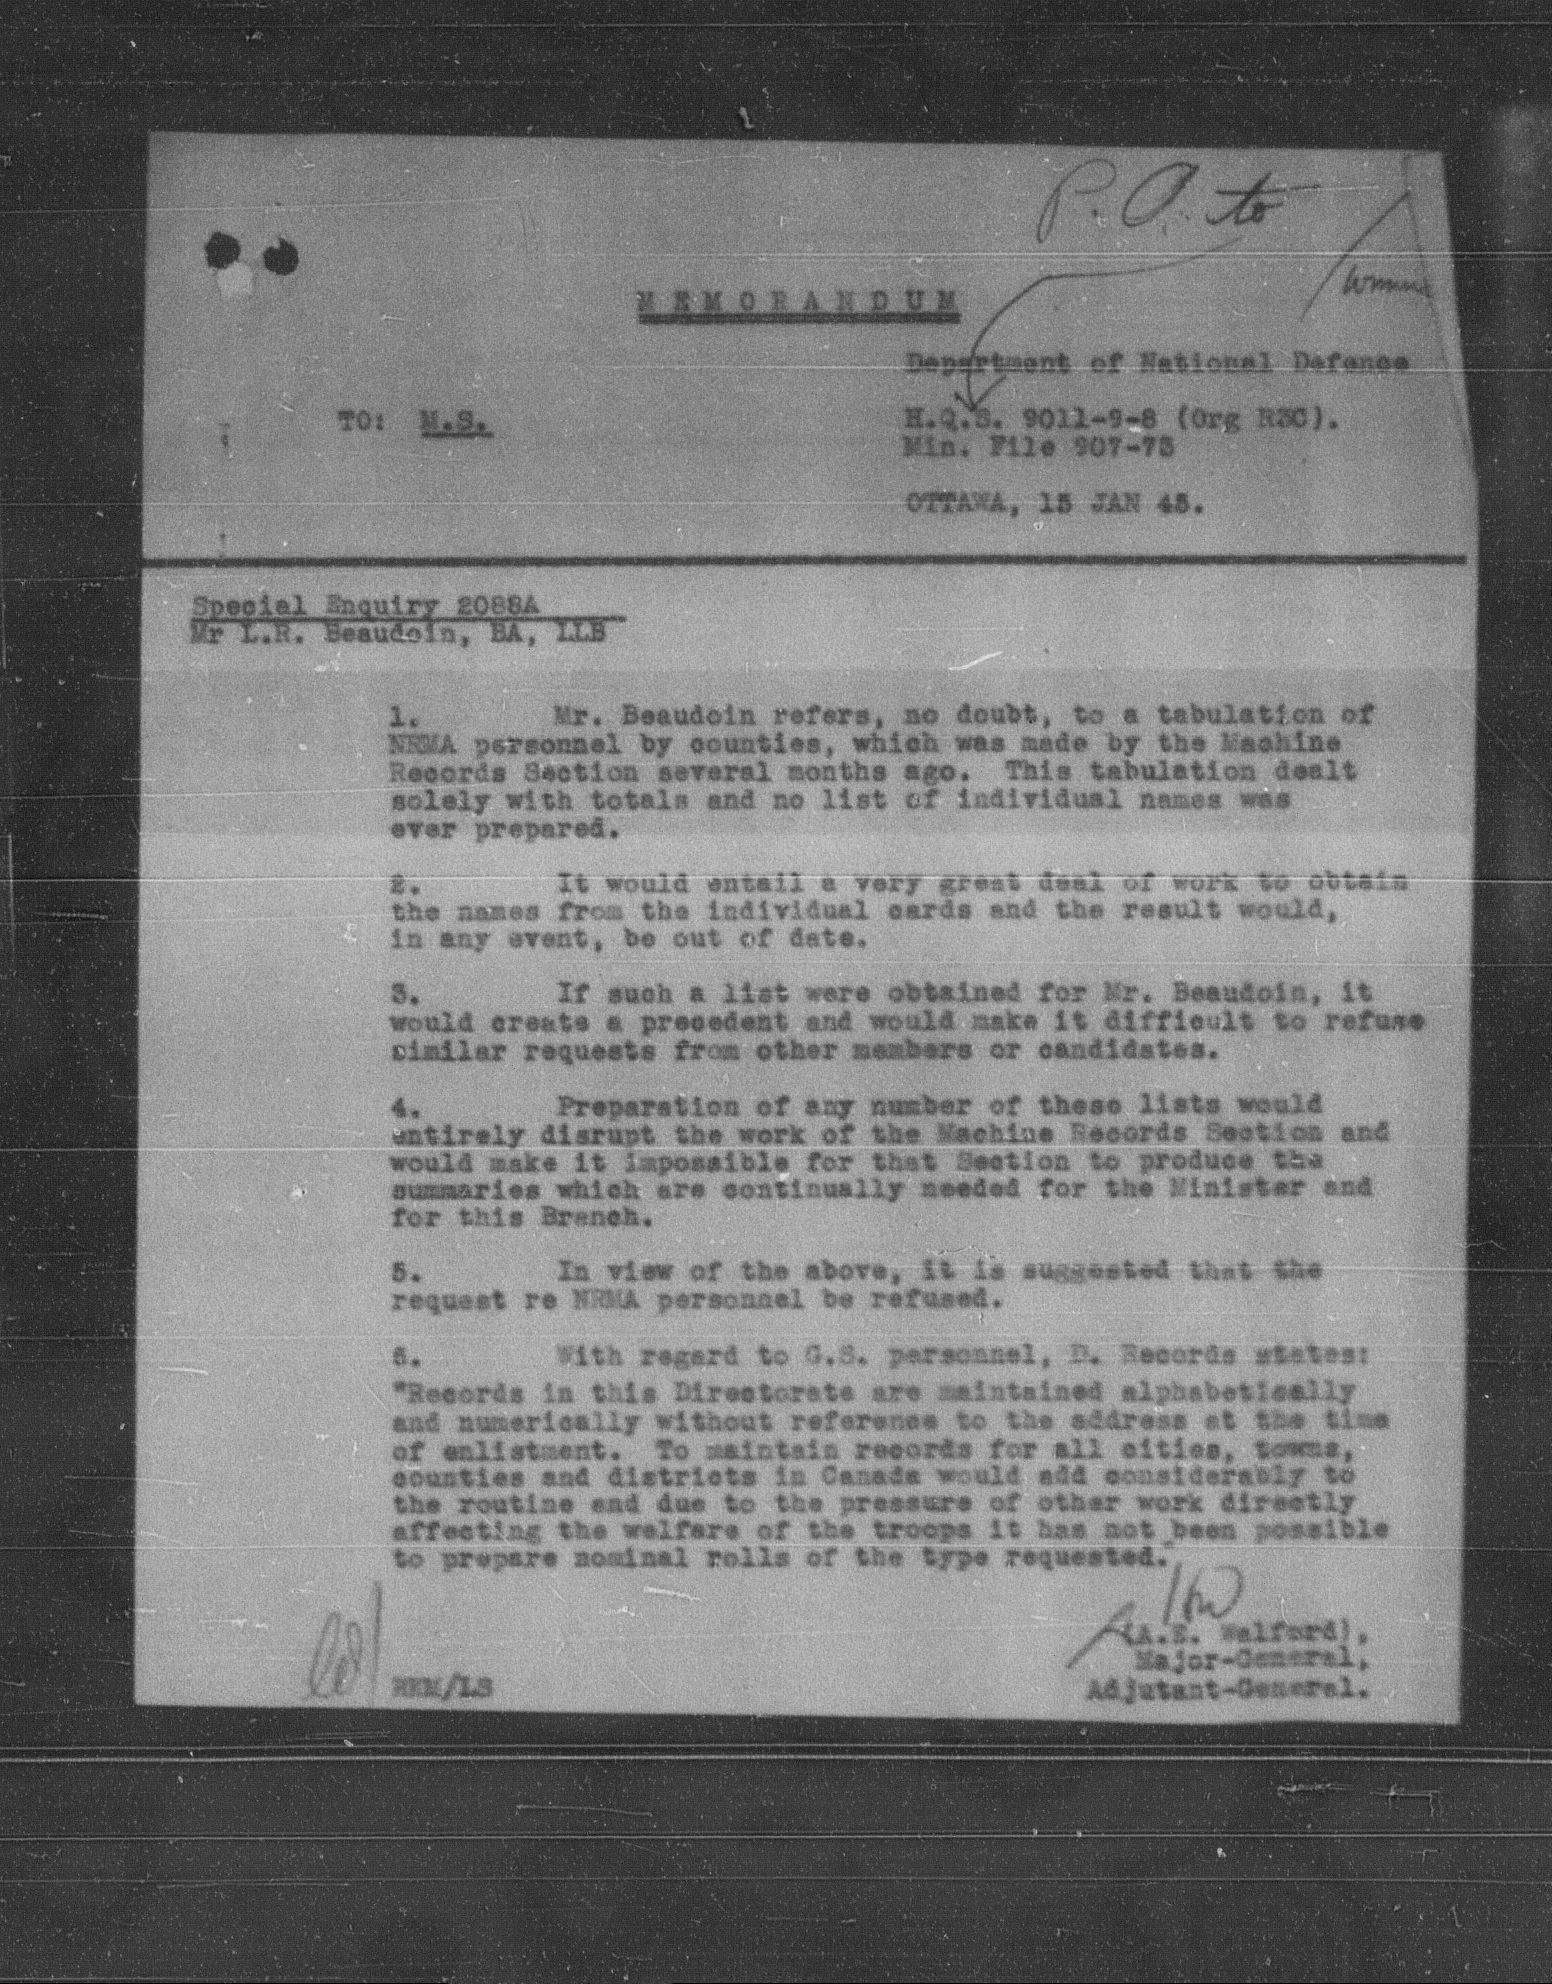 P. A. to
MEMORANDUM
Department of National Defence
TO: M.S.
H.Q.S. 9011-9-8 (Org R3C).
Min. File 907-75
OTTAWA, 15 JAN 45.
Special Enquiry 2088A
Mr L.R. Beaudoin, BA, LLB
1. Mr. Beaudoin refers, no doubt, to a tabulation of
NRMA personnel by counties, which was made by the Machine
Records Section several months ago. This tabulation dealt
solely with totals and no list of individual names was
ever prepared.
2. It would entail a very great deal of work to obtain
the names from the individual cards and the result would,
in any event, be out of date.
3. If such a list were obtained for Mr. Beaudoin, it
would create a precedent and would make it difficult to refuse
similar requests from other members or candidates.
4. Preparation of any number of these lists would
entirely disrupt the work of the Machine Records Section and
would make it impossible for that Section to produce the
summaries which are continually needed for the Minister and
for this Branch.
5. In view of the above, it is suggested that the
request re NRMA personnel be refused.
6. With regard to G.S. personnel, D. Records states:
"Records in this Directorate are maintained alphabetically
and numerically without reference to the address at the time
of enlistment. To maintain records for all cities, towns,
counties and districts in Canada would add considerably to
the routine and due to the pressure of other work directly
affecting the welfare of the troops it has not been possible
to prepare nominal rolls of the type requested."
(A.E. Walford),
Major-General,
REM/LS
Adjutant-General.